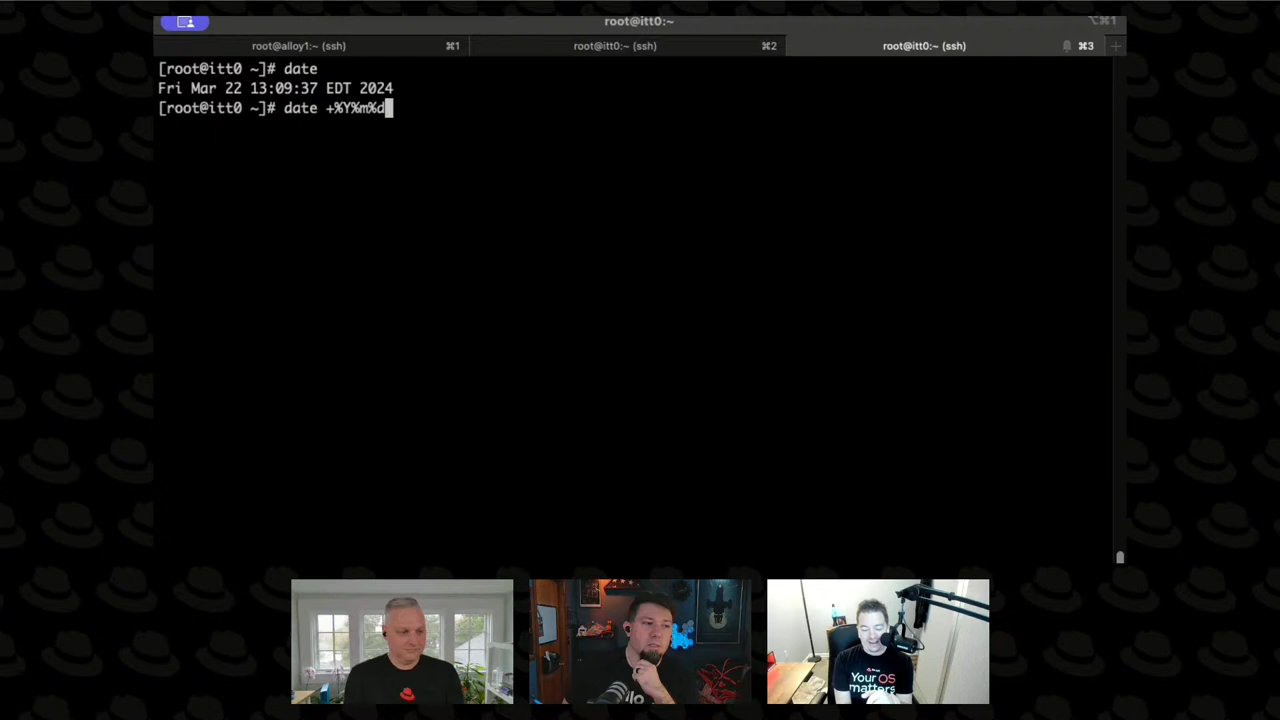 root@itt0:~
⌥⌘1
root@alloy1:~ (ssh) ⌘1
root@itt0:~ (ssh) ⌘2
root@itt0:~ (ssh) ⌘3
[root@itt0 ~]# date
Fri Mar 22 13:09:37 EDT 2024
[root@itt0 ~]# date +%Y%m%d
Your OS
matters